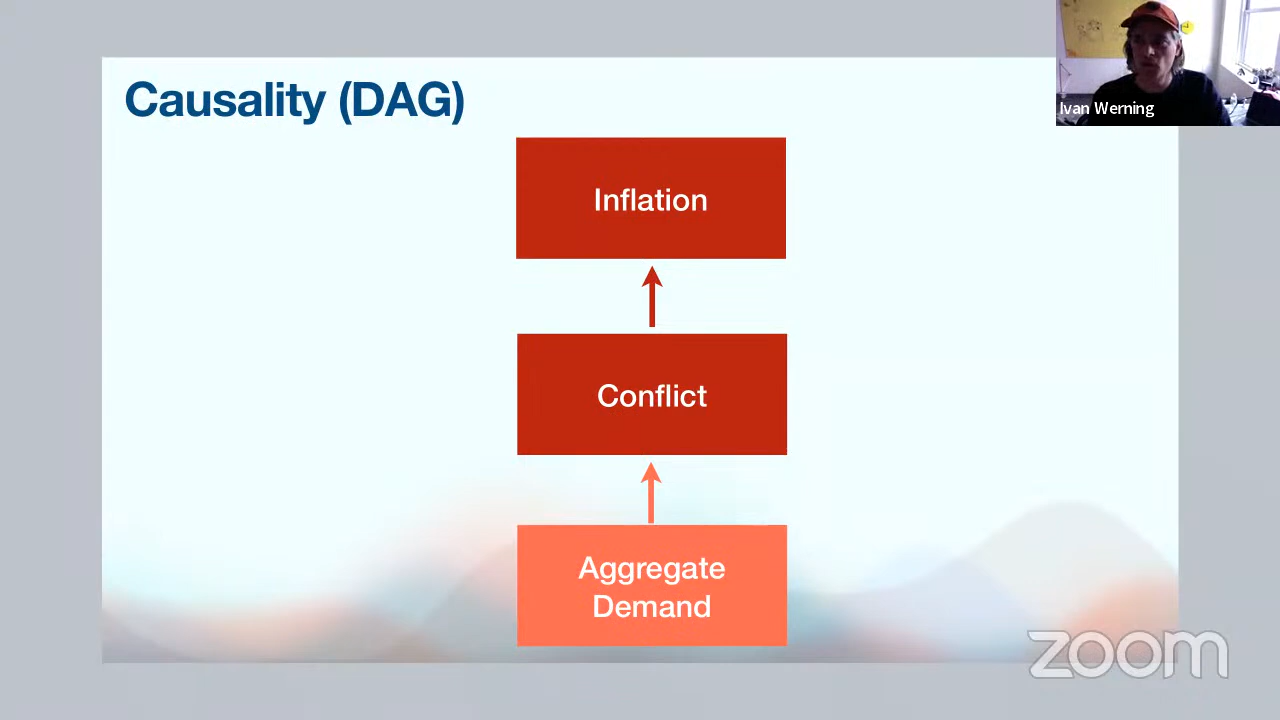 Causality (DAG)
Ivan Werning
Inflation
Conflict
Aggregate
Demand
zoom